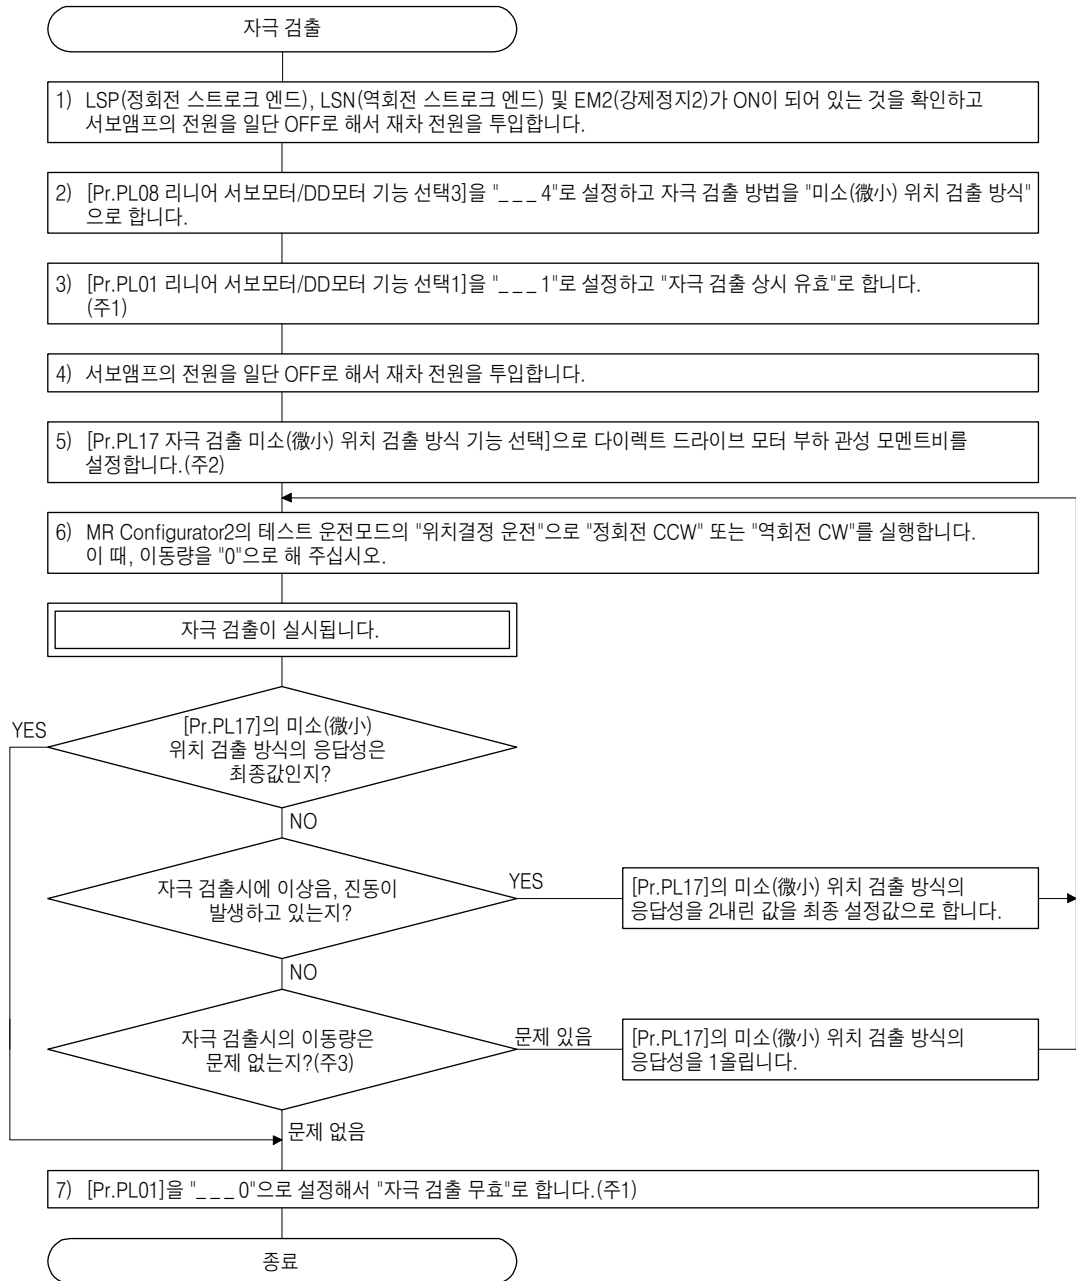 자극 검출
1) LSP(정회전 스트로크 엔드), LSN(역회전 스트로크 엔드) 및 EM2(강제정지2)가 ON이 되어 있는 것을 확인하고
서보앰프의 전원을 일단 OFF로 해서 재차 전원을 투입합니다.
2) [Pr.PL08 리니어 서보모터/DD모터 기능 선택3]을 "_ _ _ 4"로 설정하고 자극 검출 방법을 "미소(微小) 위치 검출 방식"
으로 합니다.
3) [Pr.PL01 리니어 서보모터/DD모터 기능 선택1]을 "_ _ _ 1"로 설정하고 "자극 검출 상시 유효"로 합니다.
(주1)
4) 서보앰프의 전원을 일단 OFF로 해서 재차 전원을 투입합니다.
5) [Pr.PL17 자극 검출 미소(微小) 위치 검출 방식 기능 선택]으로 다이렉트 드라이브 모터 부하 관성 모멘트비를
설정합니다.(주2)
6) MR Configurator2의 테스트 운전모드의 "위치결정 운전"으로 "정회전 CCW" 또는 "역회전 CW"를 실행합니다.
이 때, 이동량을 "0"으로 해 주십시오.
자극 검출이 실시됩니다.
YES
[Pr.PL17]의 미소(微小)
위치 검출 방식의 응답성은
최종값인지?
NO
자극 검출시에 이상음, 진동이
발생하고 있는지?
YES
[Pr.PL17]의 미소(微小) 위치 검출 방식의
응답성을 2내린 값을 최종 설정값으로 합니다.
NO
자극 검출시의 이동량은
문제 없는지?(주3)
문제 있음
[Pr.PL17]의 미소(微小) 위치 검출 방식의
응답성을 1올립니다.
문제 없음
7) [Pr.PL01]을 "_ _ _ 0"으로 설정해서 "자극 검출 무효"로 합니다.(주1)
종료